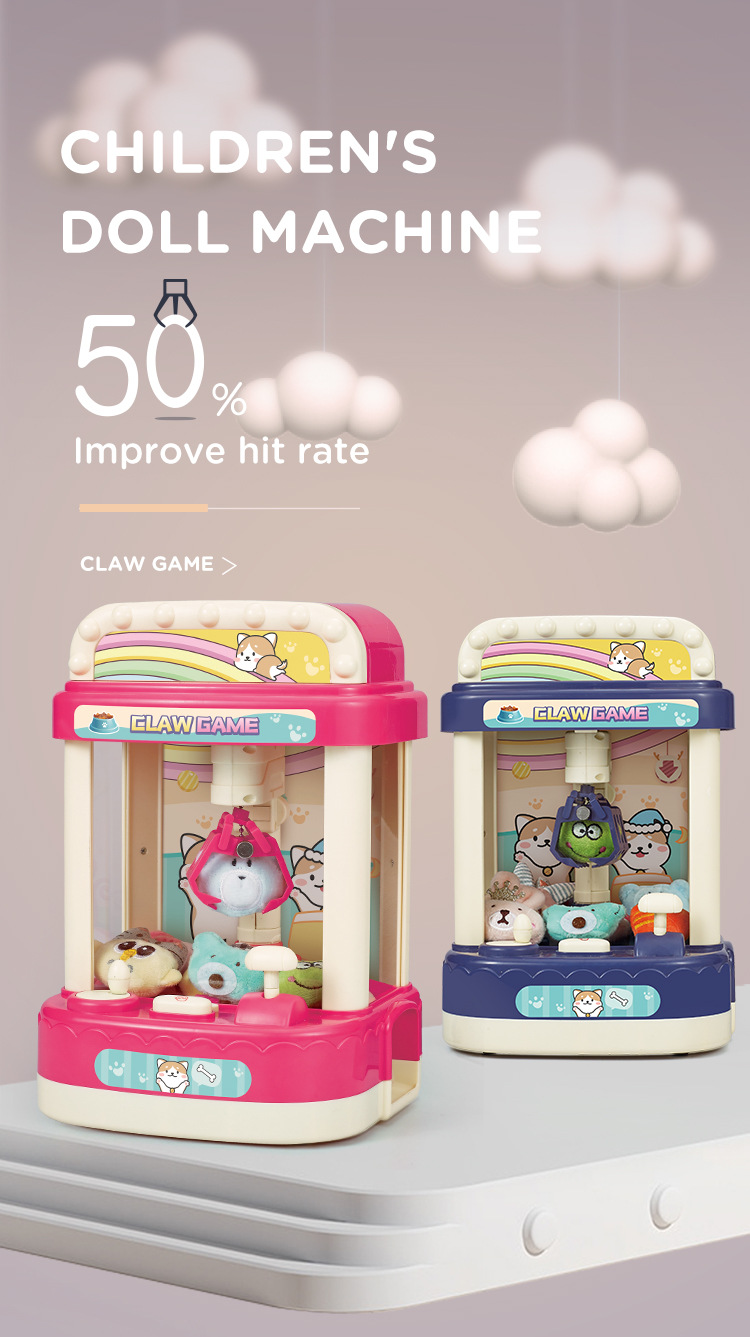 CHILDREN'S
DOLL MACHINE
50%
Improve hit rate
CLAW GAME >
CLAW GAME
CLAW GAME